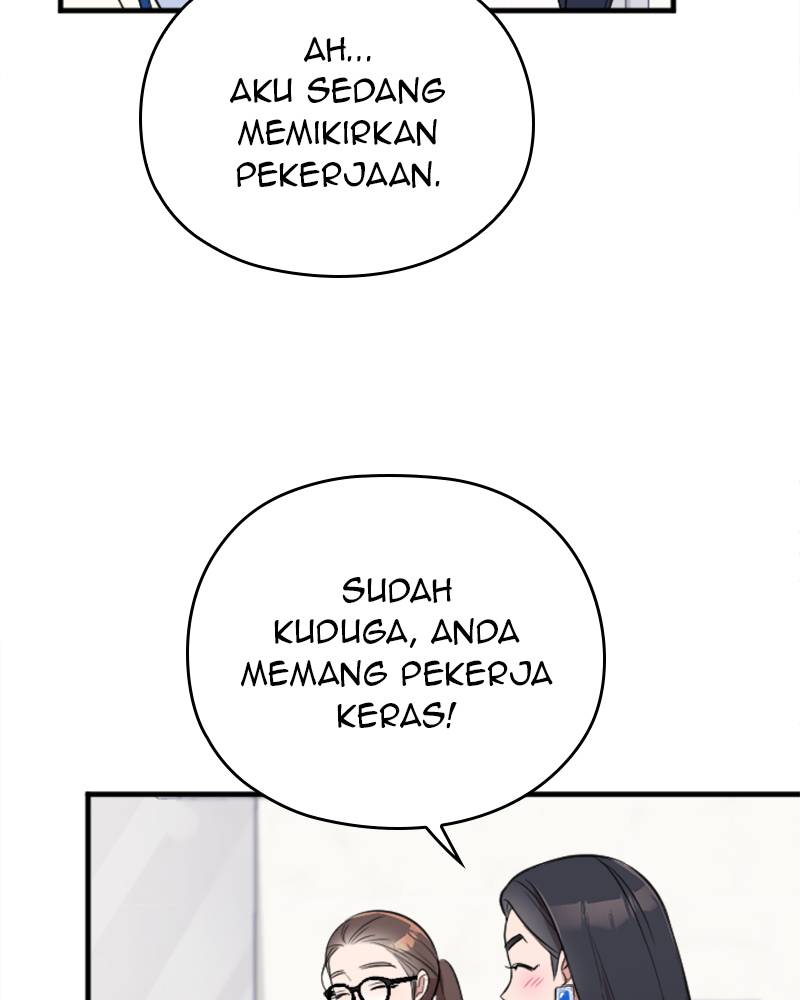 AH...
AKU SEDANG
MEMIKIRKAN
PEKERJAAN.
SUDAH
KUDUGA, ANDA
MEMANG PEKERJA
KERAS!